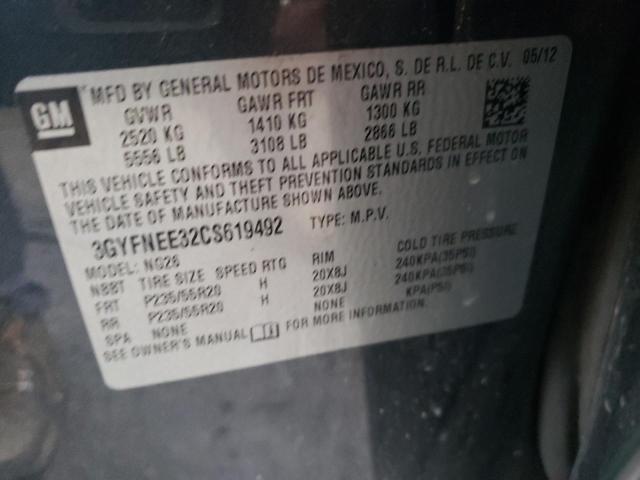 GM
MFD BY GENERAL MOTORS DE MEXICO, S. DE R.L. DE C.V. 05/12
GVWR GAWR FRT GAWR RR
2520 KG 1410 KG 1300 KG
5556 LB 3108 LB 2866 LB
THIS VEHICLE CONFORMS TO ALL APPLICABLE U.S. FEDERAL MOTOR
VEHICLE SAFETY AND THEFT PREVENTION STANDARDS IN EFFECT ON
THE DATE OF MANUFACTURE SHOWN ABOVE.
3GYFNEE32CS619492 TYPE: M.P.V.
MODEL: NG26
N8BT TIRE SIZE SPEED RTG RIM COLD TIRE PRESSURE
FRT P235/55R20 H 20X8J 240KPA(35PSI)
RR P235/55R20 H 20X8J 240KPA(35PSI)
SPA NONE NONE KPA(PSI)
SEE OWNER'S MANUAL FOR MORE INFORMATION.